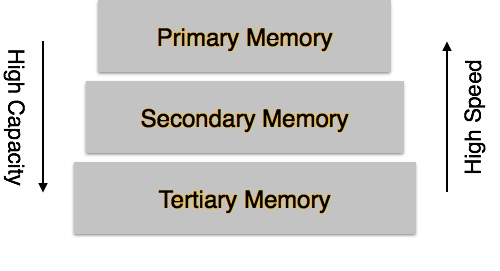 Primary Memory
High Capacity
Secondary Memory
High Speed
Tertiary Memory